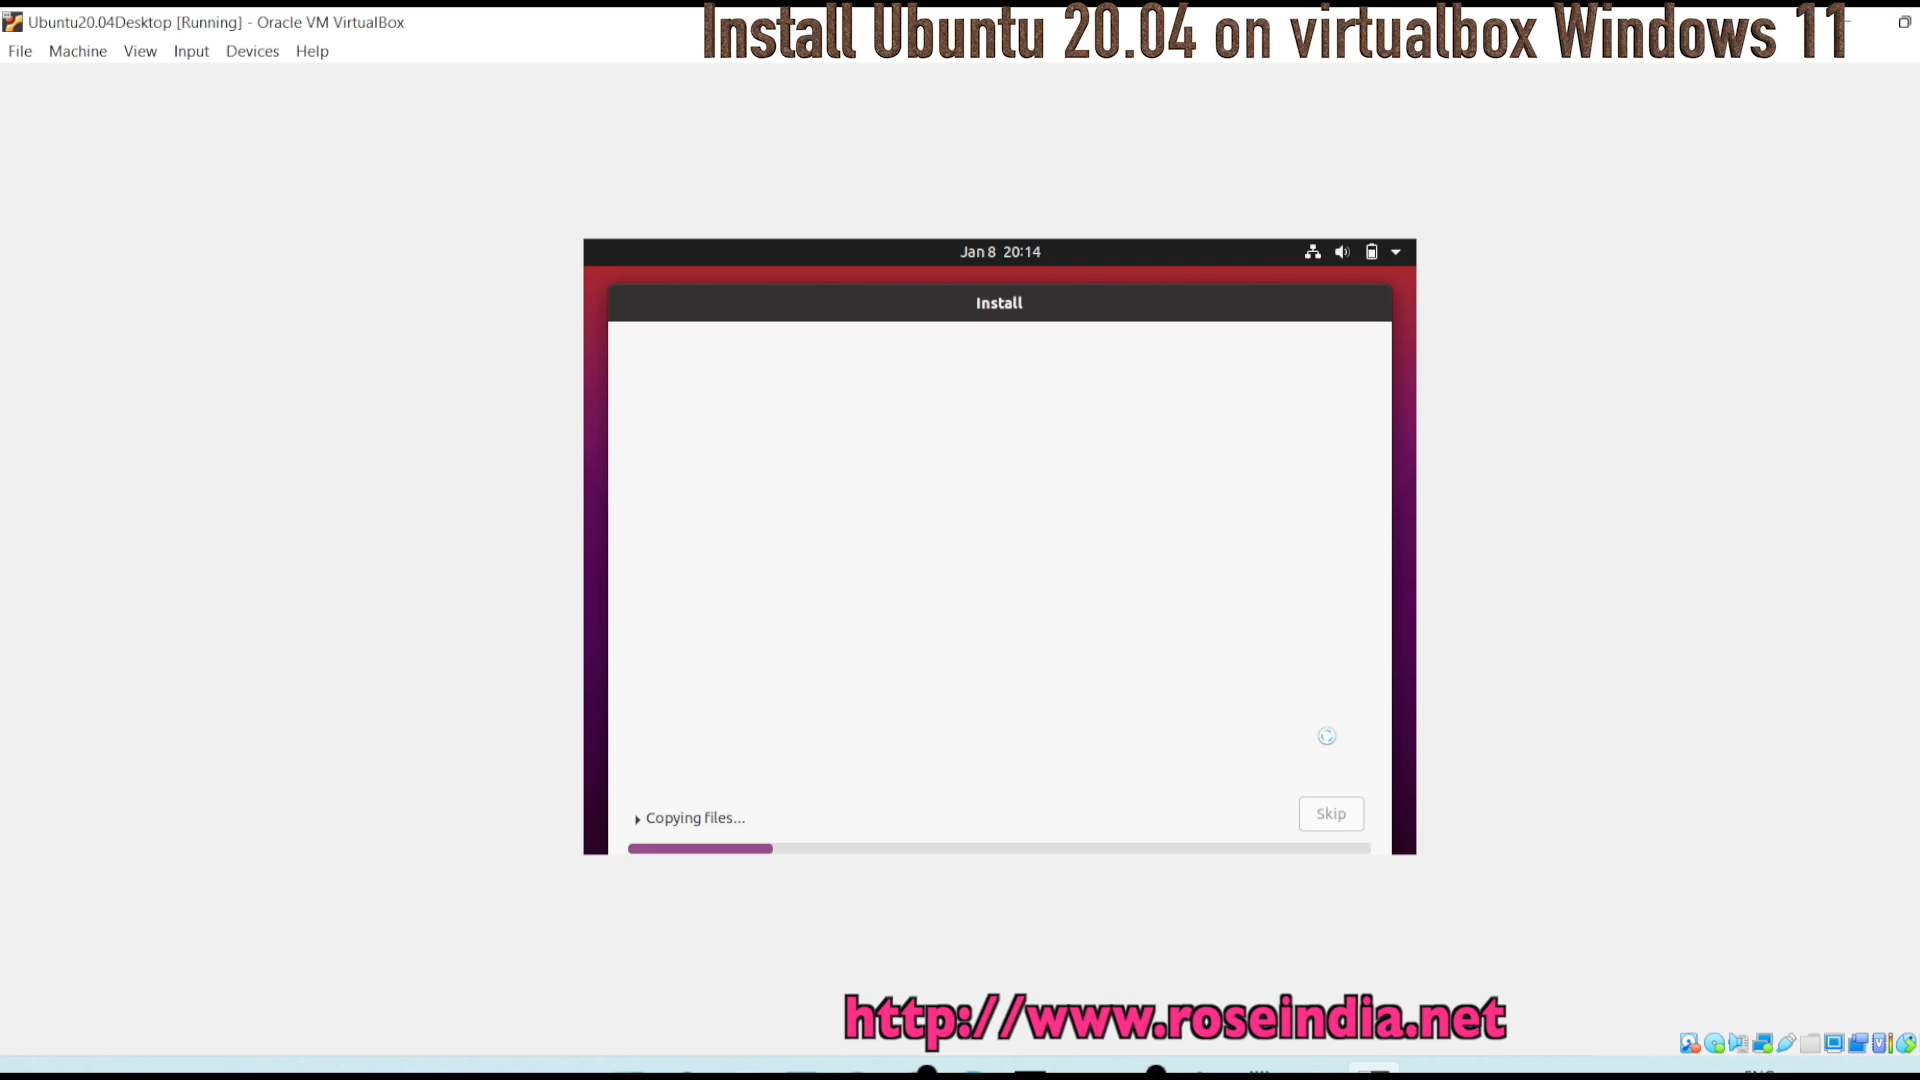 Ubuntu20.04Desktop [Running] - Oracle VM VirtualBox
Install Ubuntu 20.04 on virtualbox Windows 11
File Machine View Input Devices Help
Jan 8 20:14
Install
Copying files...
Skip
http://www.roseindia.net